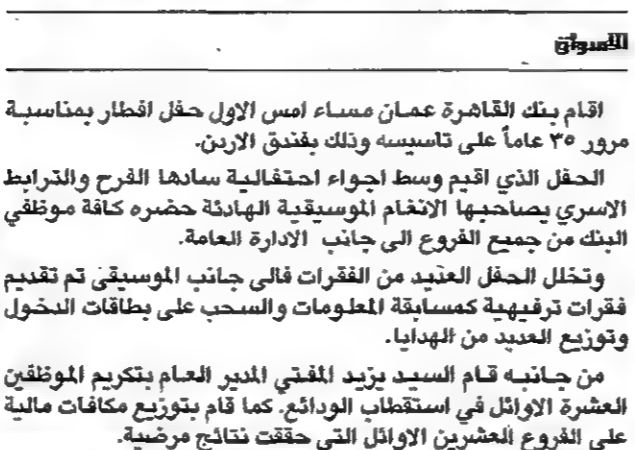 الأسواق
اقام بنك القاهرة عمان مساء امس الاول حفل افطار بمناسبة
مرور ٣٥ عاماً على تاسيسه وذلك بفندق الاردن.
الحفل الذي اقيم وسط اجواء احتفالية سادها الفرح والترابط
الاسري يصاحبها الانغام الموسيقية الهادئة حضره كافة موظفي
البنك من جميع الفروع الى جانب الادارة العامة.
وتخلل الحفل العديد من الفقرات فالى جانب الموسيقى تم تقديم
فقرات ترفيهية كمسابقة المعلومات والسحب على بطاقات الدخول
وتوزيع العديد من الهدايا.
من جانبه قام السيد يزيد المفتي المدير العام بتكريم الموظفين
العشرة الاوائل في استقطاب الودائع. كما قام بتوزيع مكافات مالية
على الفروع العشرين الاوائل التي حققت نتائج مرضية.